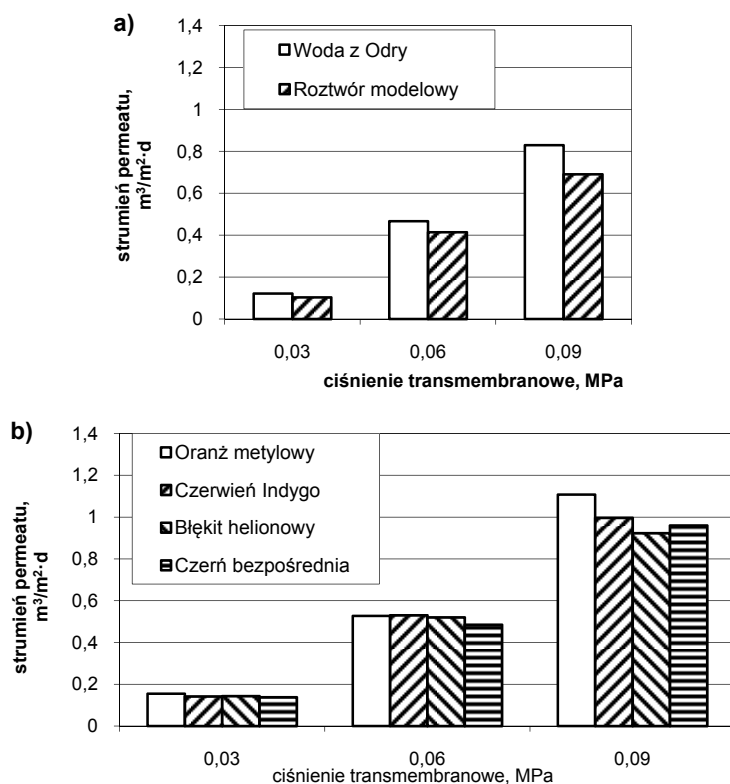 a)
1,4
1,2
1
0,8
0,6
0,4
0,2
0
strumień permeatu,
m³/m²·d
Woda z Odry
Roztwór modelowy
0,03 0,06 0,09
ciśnienie transmembranowe, MPa
b)
1,4
1,2
1
0,8
0,6
0,4
0,2
0
strumień permeatu,
m³/m²·d
Oranż metylowy
Czerwień Indygo
Błękit helionowy
Czerń bezpośrednia
0,03 0,06 0,09
ciśnienie transmembranowe, MPa